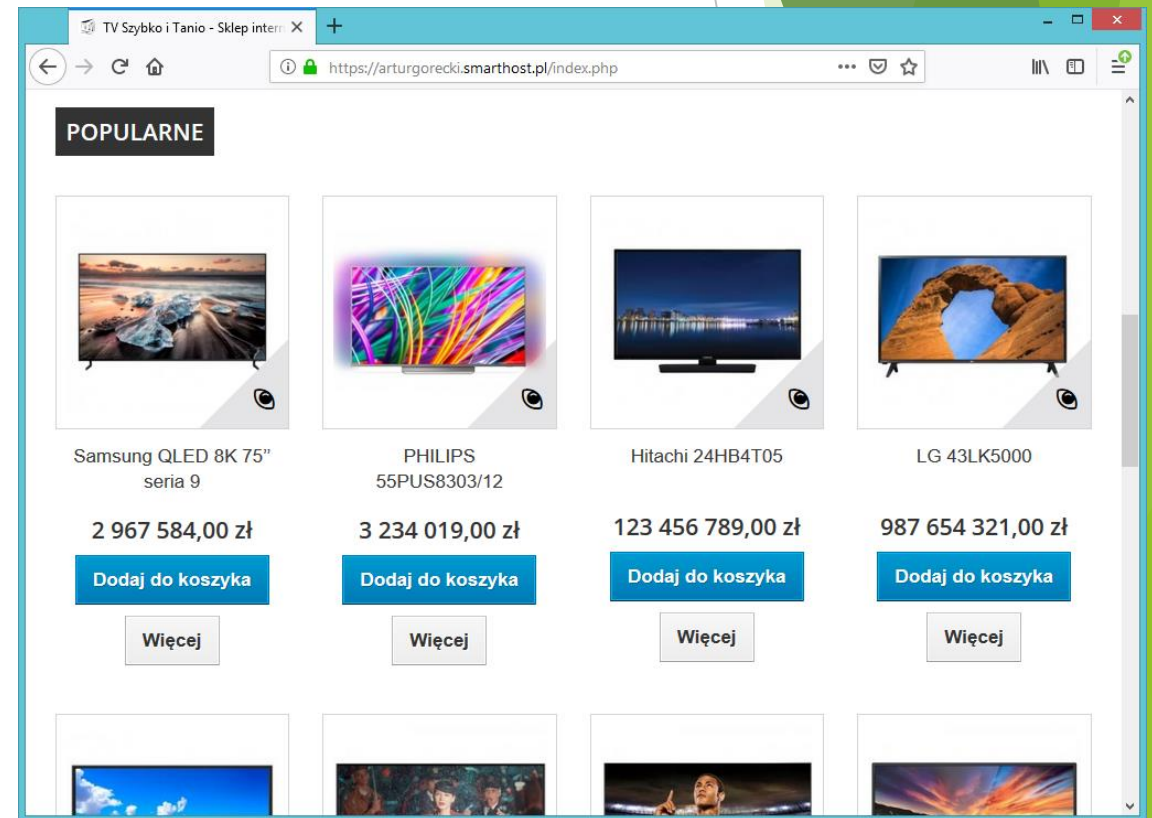 TV Szybko i Tanio - Sklep intern
https://arturgorecki.smarthost.pl/index.php
POPULARNE
Samsung QLED 8K 75” seria 9
PHILIPS 55PUS8303/12
Hitachi 24HB4T05
LG 43LK5000
2 967 584,00 zł
3 234 019,00 zł
123 456 789,00 zł
987 654 321,00 zł
Dodaj do koszyka
Dodaj do koszyka
Dodaj do koszyka
Dodaj do koszyka
Więcej
Więcej
Więcej
Więcej